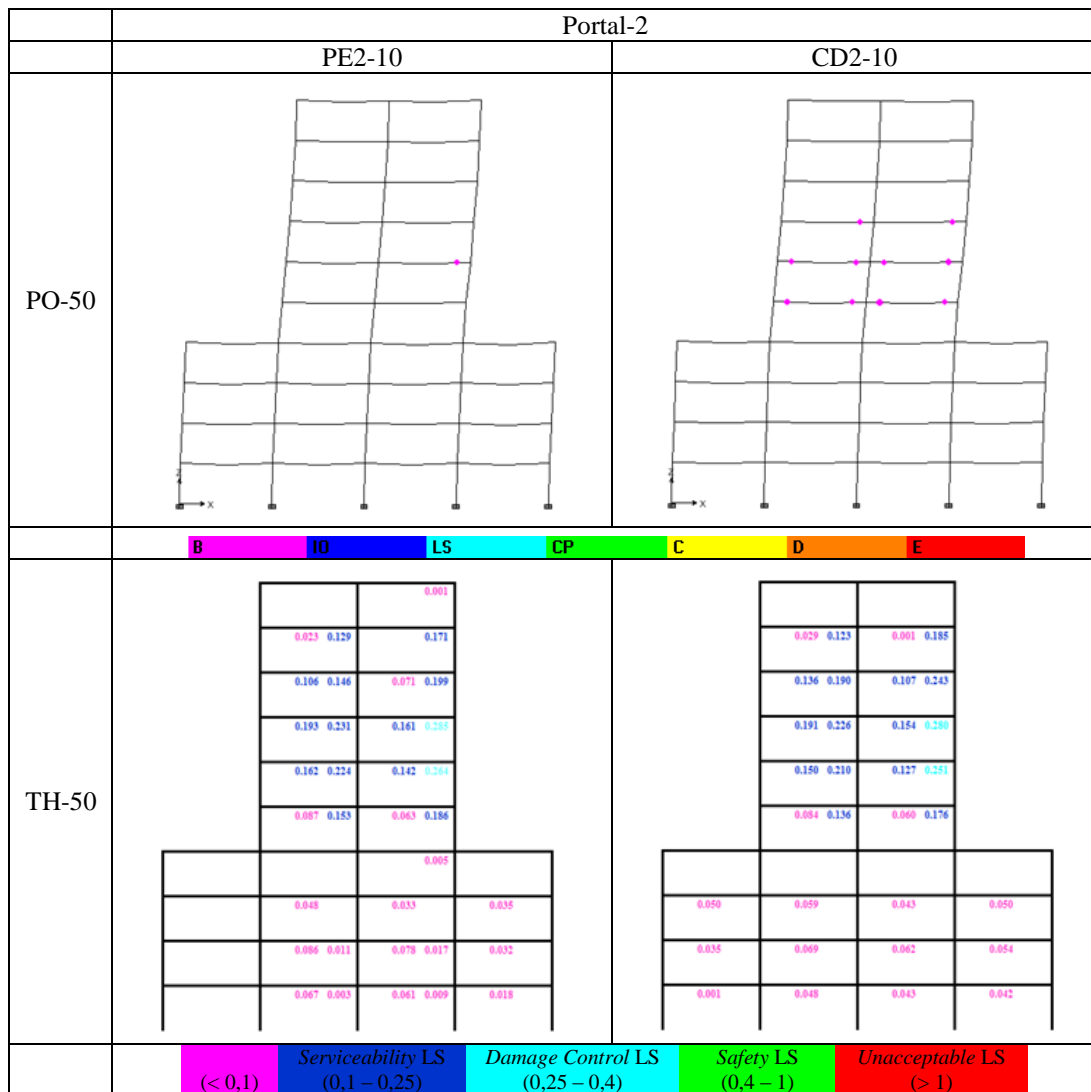 Portal-2
PE2-10 CD2-10
PO-50
Z X Z X
B IO LS CP C D E
TH-50
0.001
0.023 0.129 0.171 0.029 0.123 0.001 0.185
0.106 0.146 0.071 0.199 0.136 0.190 0.107 0.243
0.193 0.231 0.161 0.285 0.191 0.226 0.154 0.280
0.162 0.224 0.142 0.264 0.150 0.210 0.127 0.251
0.087 0.153 0.063 0.186 0.084 0.136 0.060 0.176
0.005
0.048 0.033 0.035 0.050 0.059 0.043 0.050
0.086 0.011 0.078 0.017 0.032 0.035 0.069 0.062 0.054
0.067 0.003 0.061 0.009 0.018 0.001 0.048 0.043 0.042
Serviceability LS Damage Control LS Safety LS Unacceptable LS
(< 0,1) (0,1 – 0,25) (0,25 – 0,4) (0,4 – 1) (> 1)